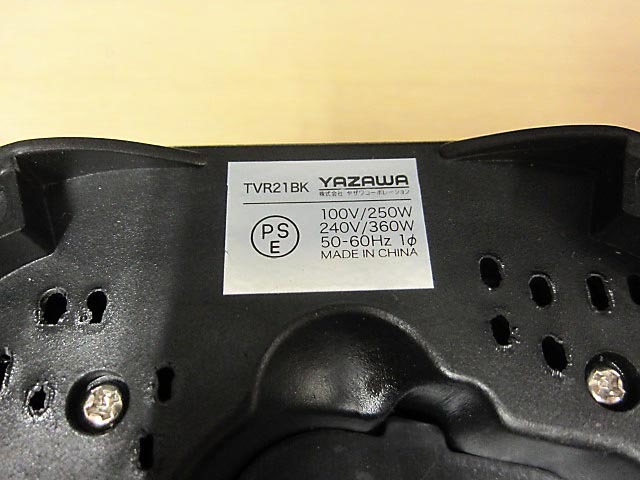 TVR21BK YAZAWA
株式会社 ヤザワコーポレーション
PS
E
100V/250W
240V/360W
50-60Hz 1ϕ
MADE IN CHINA